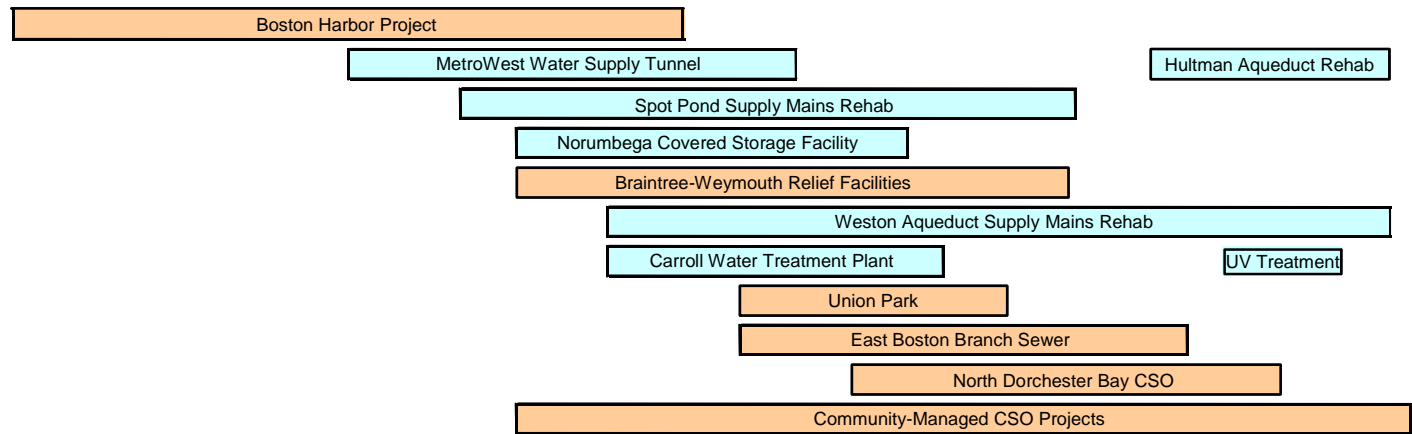 Boston Harbor Project
MetroWest Water Supply Tunnel
Hultman Aqueduct Rehab
Spot Pond Supply Mains Rehab
Norumbega Covered Storage Facility
Braintree-Weymouth Relief Facilities
Weston Aqueduct Supply Mains Rehab
Carroll Water Treatment Plant
UV Treatment
Union Park
East Boston Branch Sewer
North Dorchester Bay CSO
Community-Managed CSO Projects